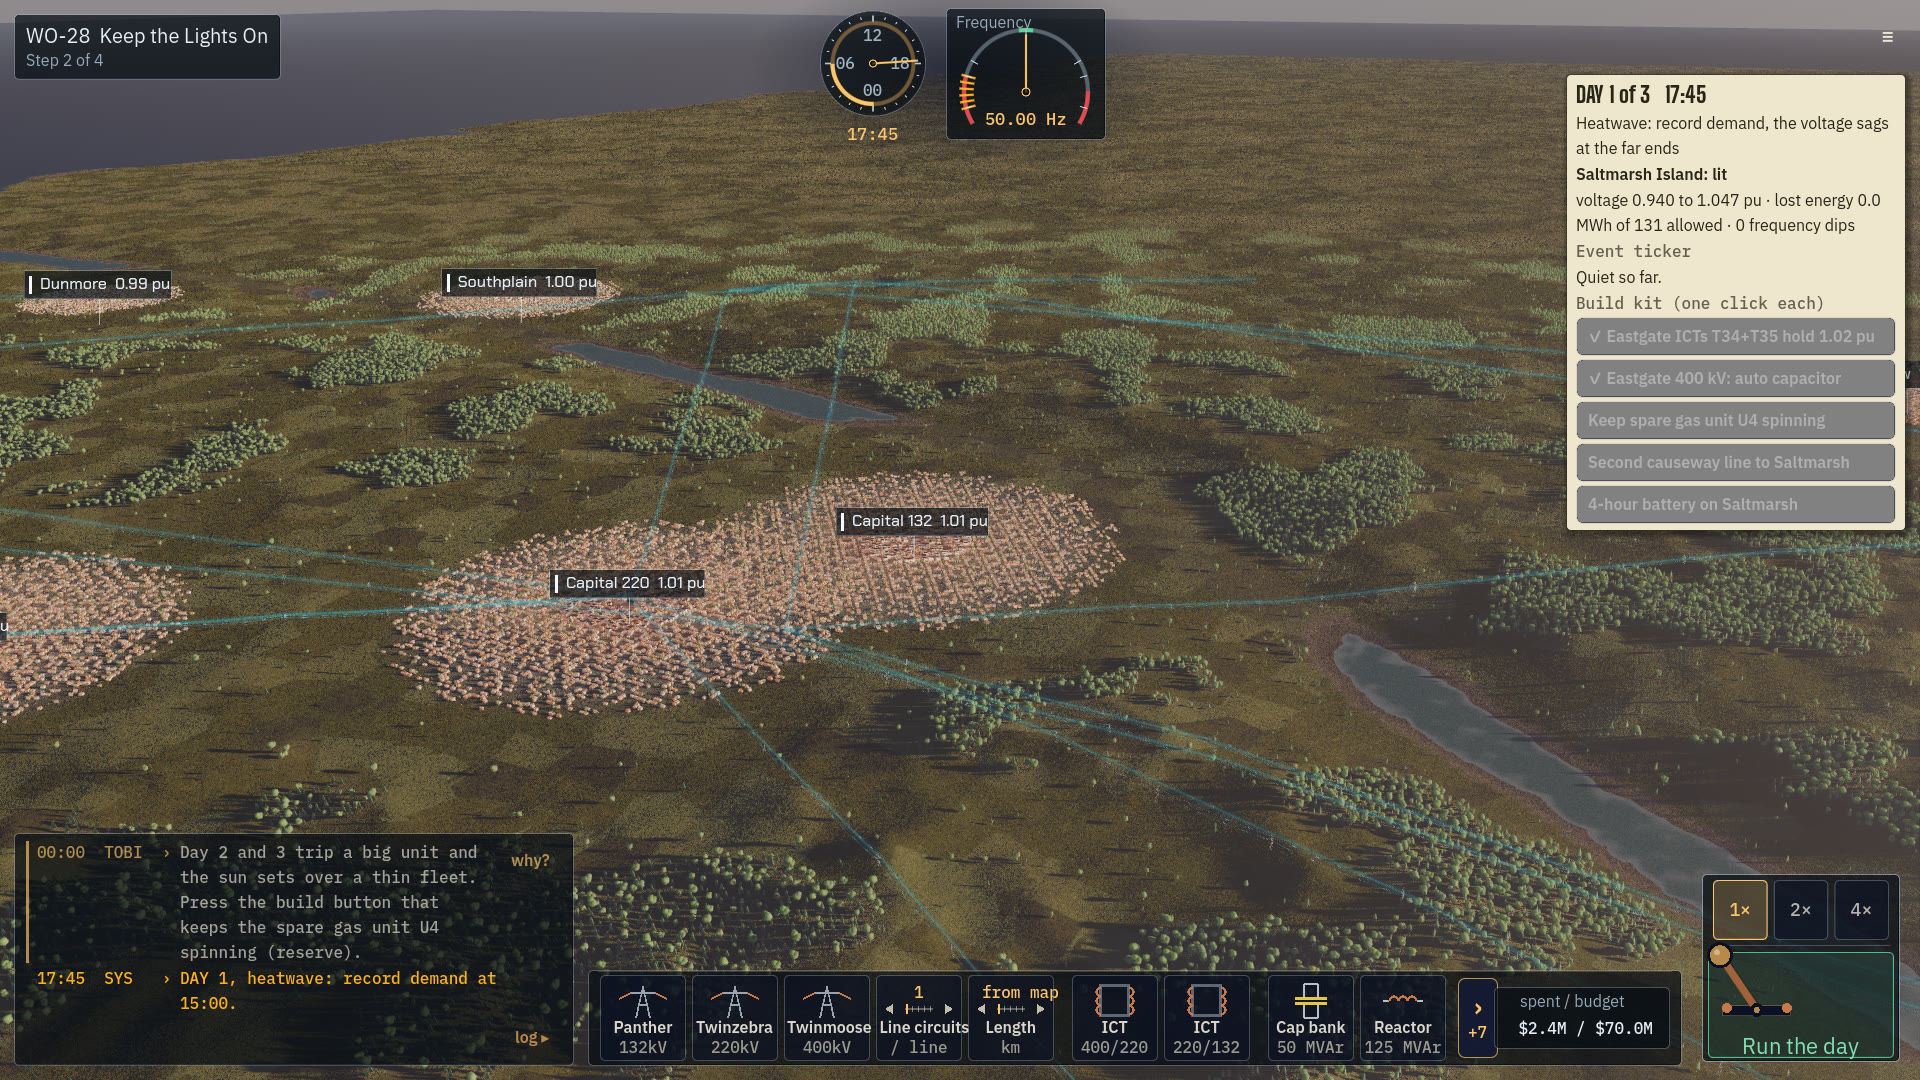 WO-28 Keep the Lights On
Step 2 of 4
12
06
18
00
17:45
Frequency
50.00 Hz
DAY 1 of 3 17:45
Heatwave: record demand, the voltage sags
at the far ends
Saltmarsh Island: lit
voltage 0.940 to 1.047 pu · lost energy 0.0
MWh of 131 allowed · 0 frequency dips
Event ticker
Quiet so far.
Build kit (one click each)
✓ Eastgate ICTs T34+T35 hold 1.02 pu
✓ Eastgate 400 kV: auto capacitor
Keep spare gas unit U4 spinning
Second causeway line to Saltmarsh
4-hour battery on Saltmarsh
Dunmore 0.99 pu
Southplain 1.00 pu
Capital 132 1.01 pu
Capital 220 1.01 pu
00:00 TOBI › Day 2 and 3 trip a big unit and
the sun sets over a thin fleet.
Press the build button that
keeps the spare gas unit U4
spinning (reserve).
why?
17:45 SYS › DAY 1, heatwave: record demand at
15:00.
log ▸
Panther
132kV
Twinzebra
220kV
Twinmoose
400kV
1
Line circuits
/ line
from map
Length
km
ICT
400/220
ICT
220/132
Cap bank
50 MVAr
Reactor
125 MVAr
›
+7
spent / budget
$2.4M / $70.0M
1×
2×
4×
Run the day